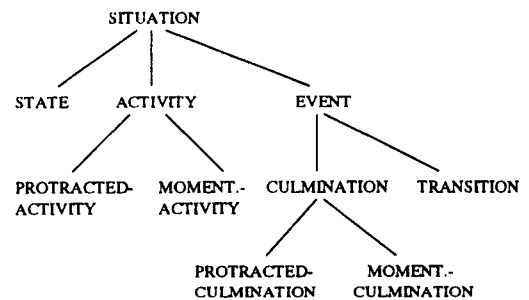 SITUATION
STATE ACTIVITY EVENT
PROTRACTED- MOMENT.- CULMINATION TRANSITION
ACTIVITY ACTIVITY
PROTRACTED- MOMENT.-
CULMINATION CULMINATION